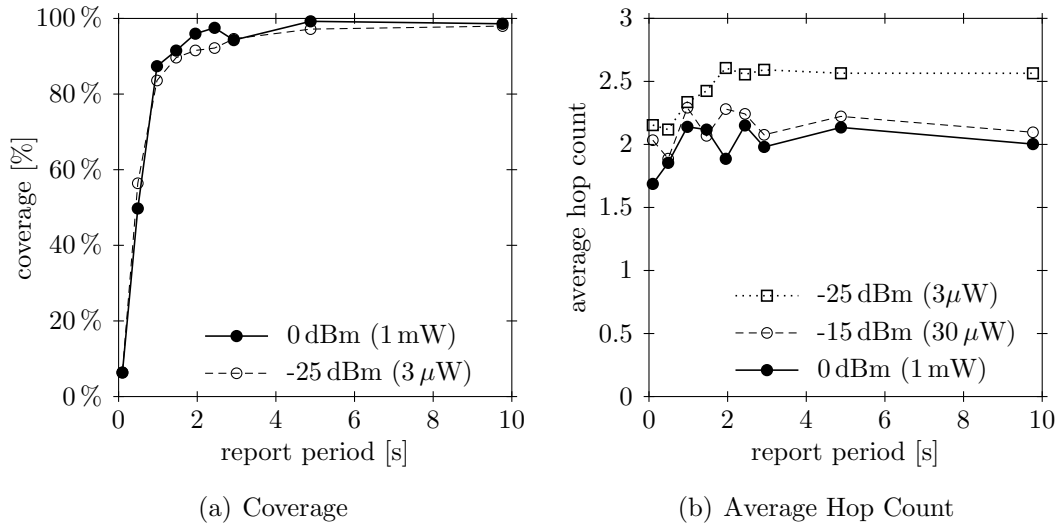 100 %
80 %
60 %
40 %
20 %
0 %
coverage [%]
0 2 4 6 8 10
report period [s]
0 dBm (1 mW)
-25 dBm (3 μW)
(a) Coverage
3
2.5
2
1.5
1
0.5
0
average hop count
0 2 4 6 8 10
report period [s]
-25 dBm (3μW)
-15 dBm (30 μW)
0 dBm (1 mW)
(b) Average Hop Count